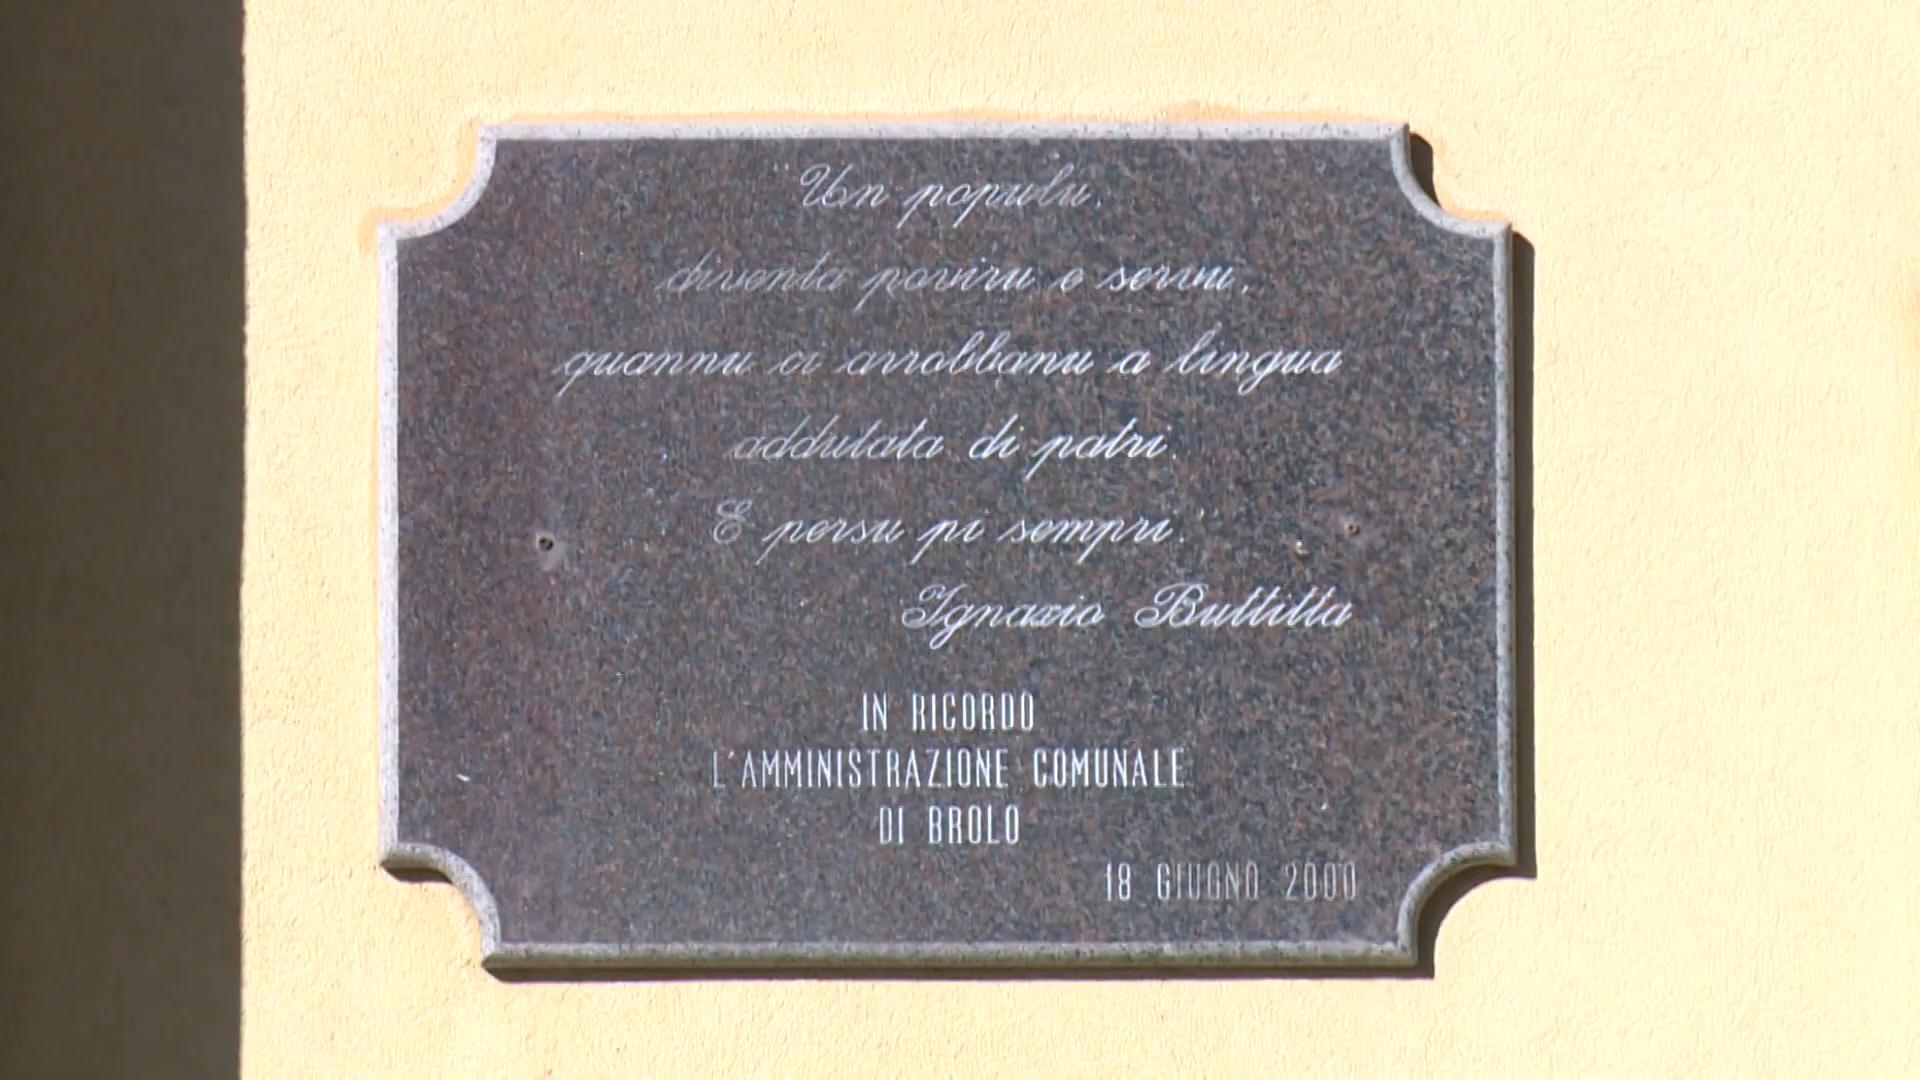 "Un populu,
diventa poviru e servu,
quannu ci arrobbanu a lingua
addutata di patri.
E persu pi sempri."
Ignazio Buttitta
IN RICORDO
L'AMMINISTRAZIONE COMUNALE
DI BROLO
18 GIUGNO 2000